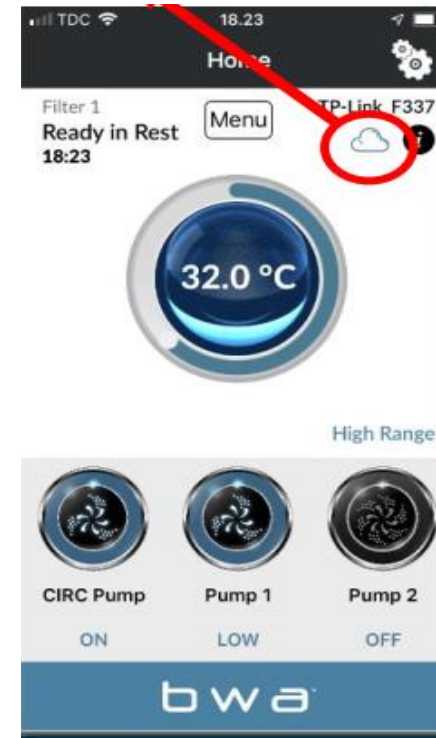 TDC 18.23
Home
Filter 1
Ready in Rest
18:23
Menu
TP-Link_F337
i
32.0 °C
High Range
CIRC Pump Pump 1 Pump 2
ON LOW OFF
bwa